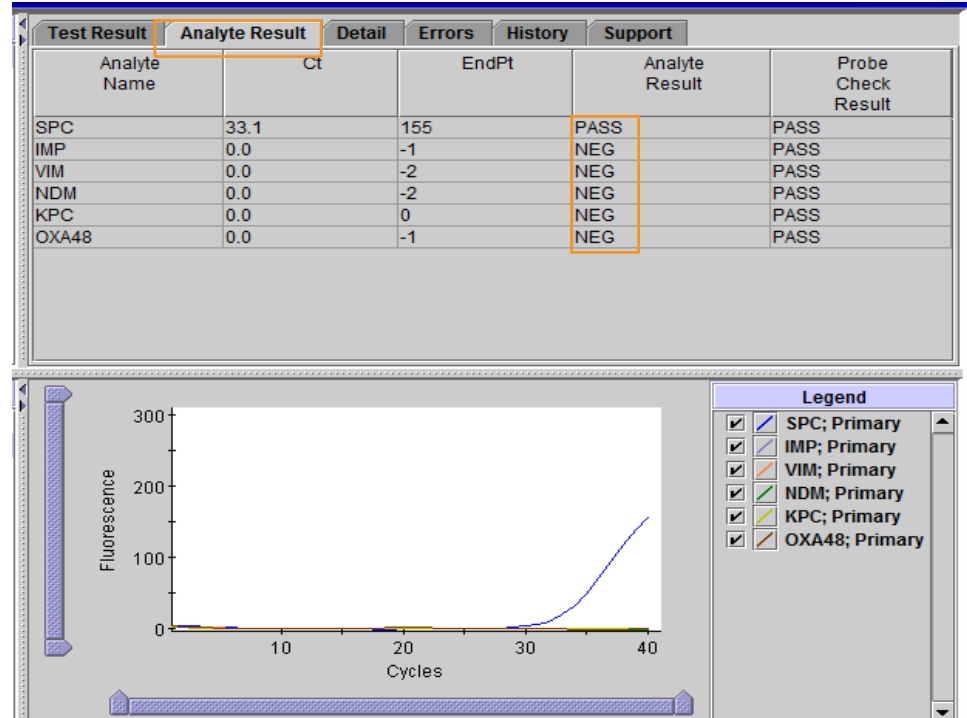 Test Result Analyte Result Detail Errors History Support
Analyte Name Ct EndPt Analyte Result Probe Check Result
SPC 33.1 155 PASS PASS
IMP 0.0 -1 NEG PASS
VIM 0.0 -2 NEG PASS
NDM 0.0 -2 NEG PASS
KPC 0.0 0 NEG PASS
OXA48 0.0 -1 NEG PASS
300
200
100
0
Fluorescence
10 20 30 40
Cycles
Legend
SPC; Primary
IMP; Primary
VIM; Primary
NDM; Primary
KPC; Primary
OXA48; Primary